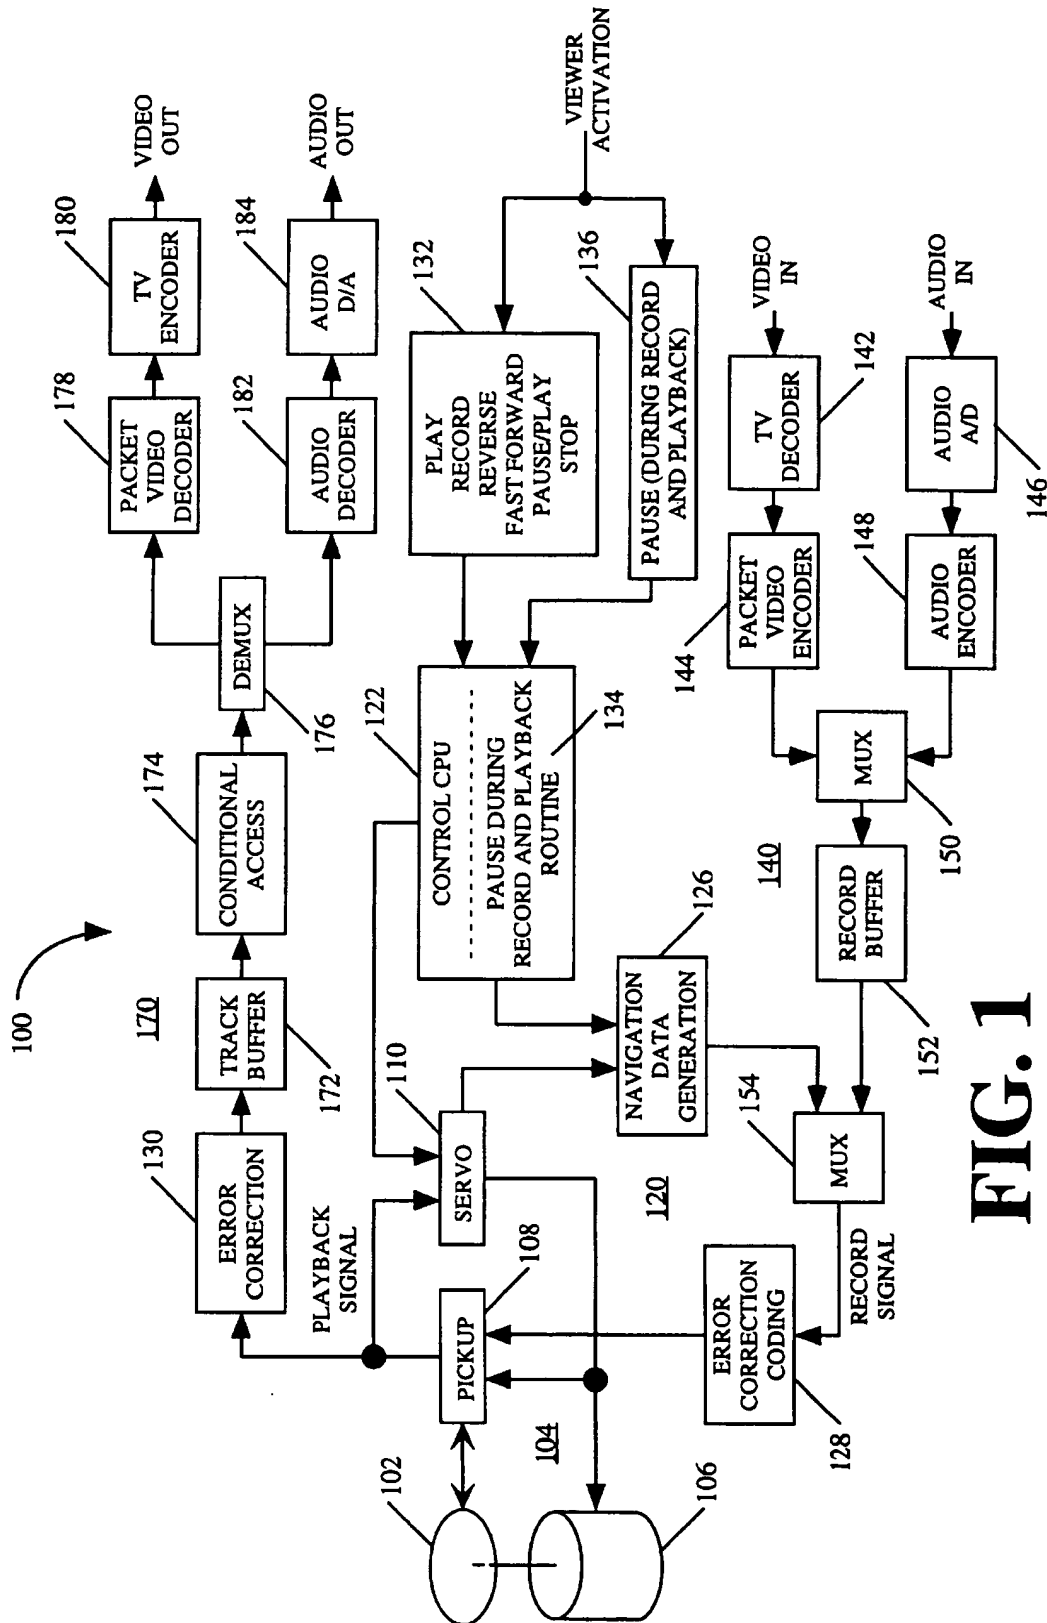 100
170
130
ERROR
CORRECTION
TRACK
BUFFER
172
CONDITIONAL
ACCESS
174
DEMUX
176
PACKET
VIDEO
DECODER
178
TV
ENCODER
180
VIDEO
OUT
AUDIO
DECODER
182
AUDIO
D/A
184
AUDIO
OUT
PLAYBACK
SIGNAL
102
PICKUP
108
SERVO
110
104
106
CONTROL CPU
122
PAUSE DURING
RECORD AND PLAYBACK
ROUTINE
134
PLAY
RECORD
REVERSE
FAST FORWARD
PAUSE/PLAY
STOP
132
PAUSE (DURING RECORD
AND PLAYBACK)
136
VIEWER
ACTIVATION
120
NAVIGATION
DATA
GENERATION
126
140
ERROR
CORRECTION
CODING
128
RECORD
SIGNAL
MUX
154
RECORD
BUFFER
152
MUX
150
PACKET
VIDEO
ENCODER
144
TV
DECODER
142
VIDEO
IN
AUDIO
ENCODER
148
AUDIO
A/D
146
AUDIO
IN
FIG. 1